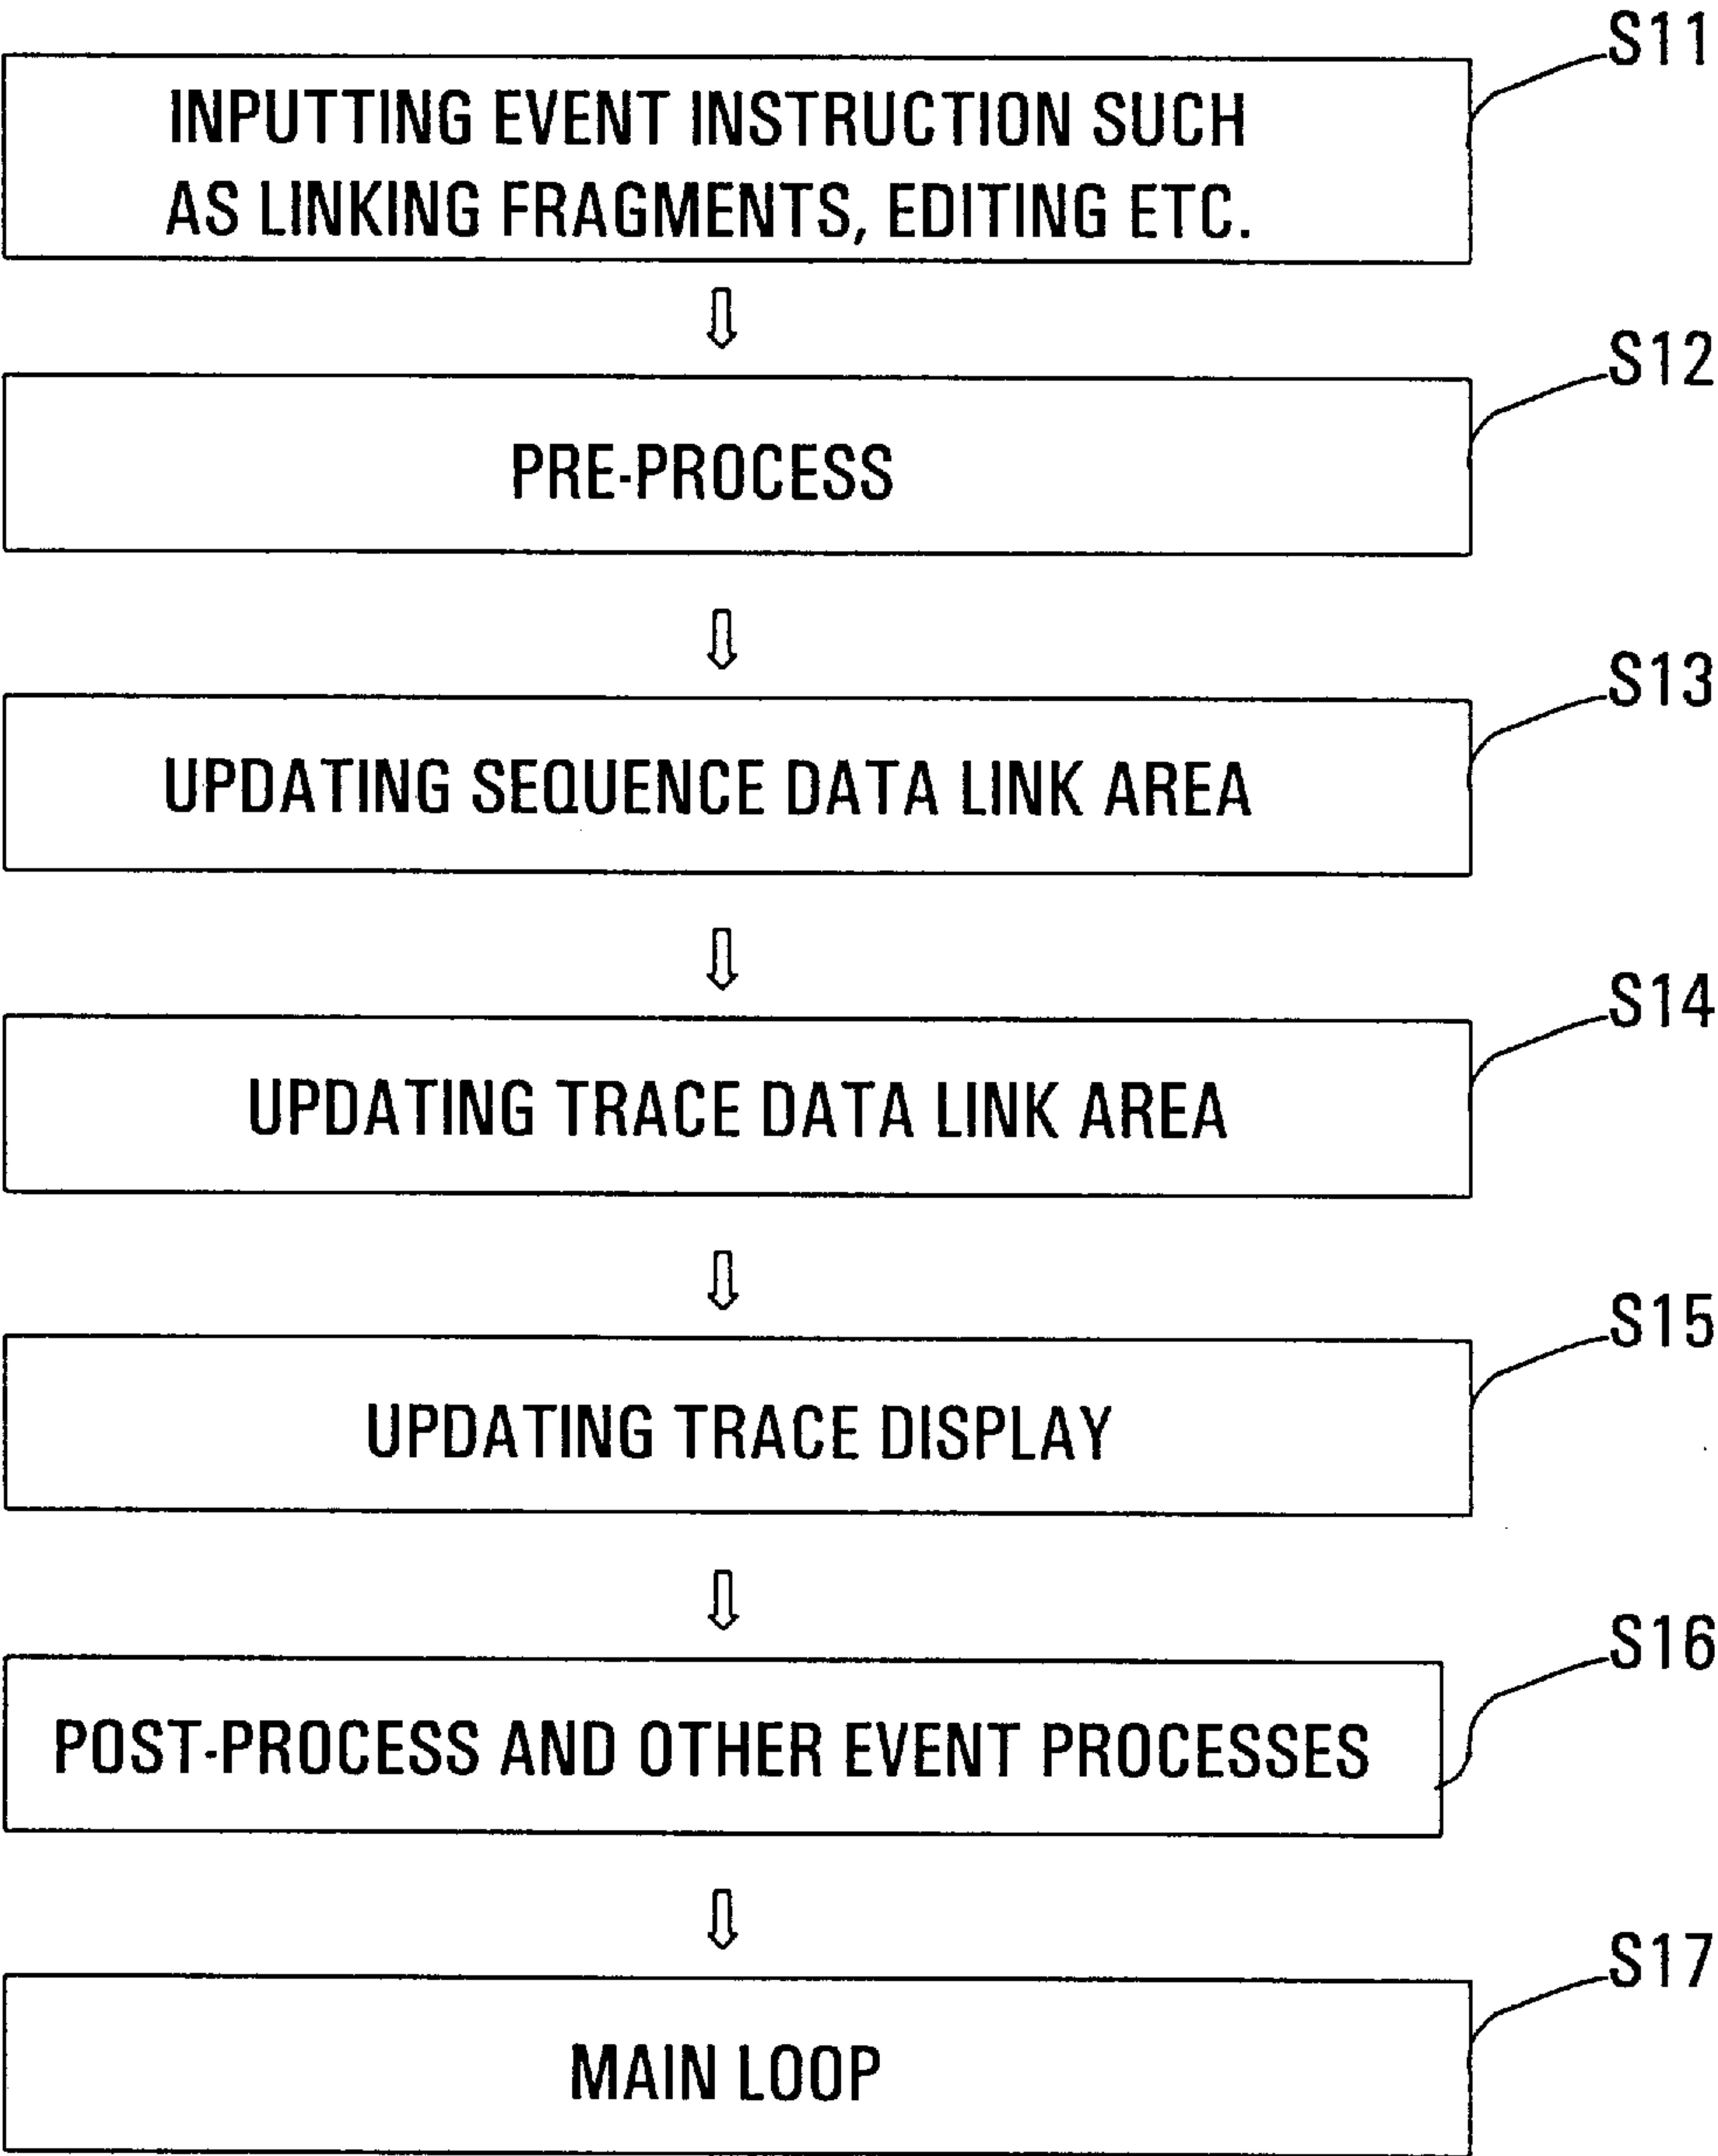 S11
INPUTTING EVENT INSTRUCTION SUCH
AS LINKING FRAGMENTS, EDITING ETC.
S12
PRE-PROCESS
S13
UPDATING SEQUENCE DATA LINK AREA
S14
UPDATING TRACE DATA LINK AREA
S15
UPDATING TRACE DISPLAY
S16
POST-PROCESS AND OTHER EVENT PROCESSES
S17
MAIN LOOP